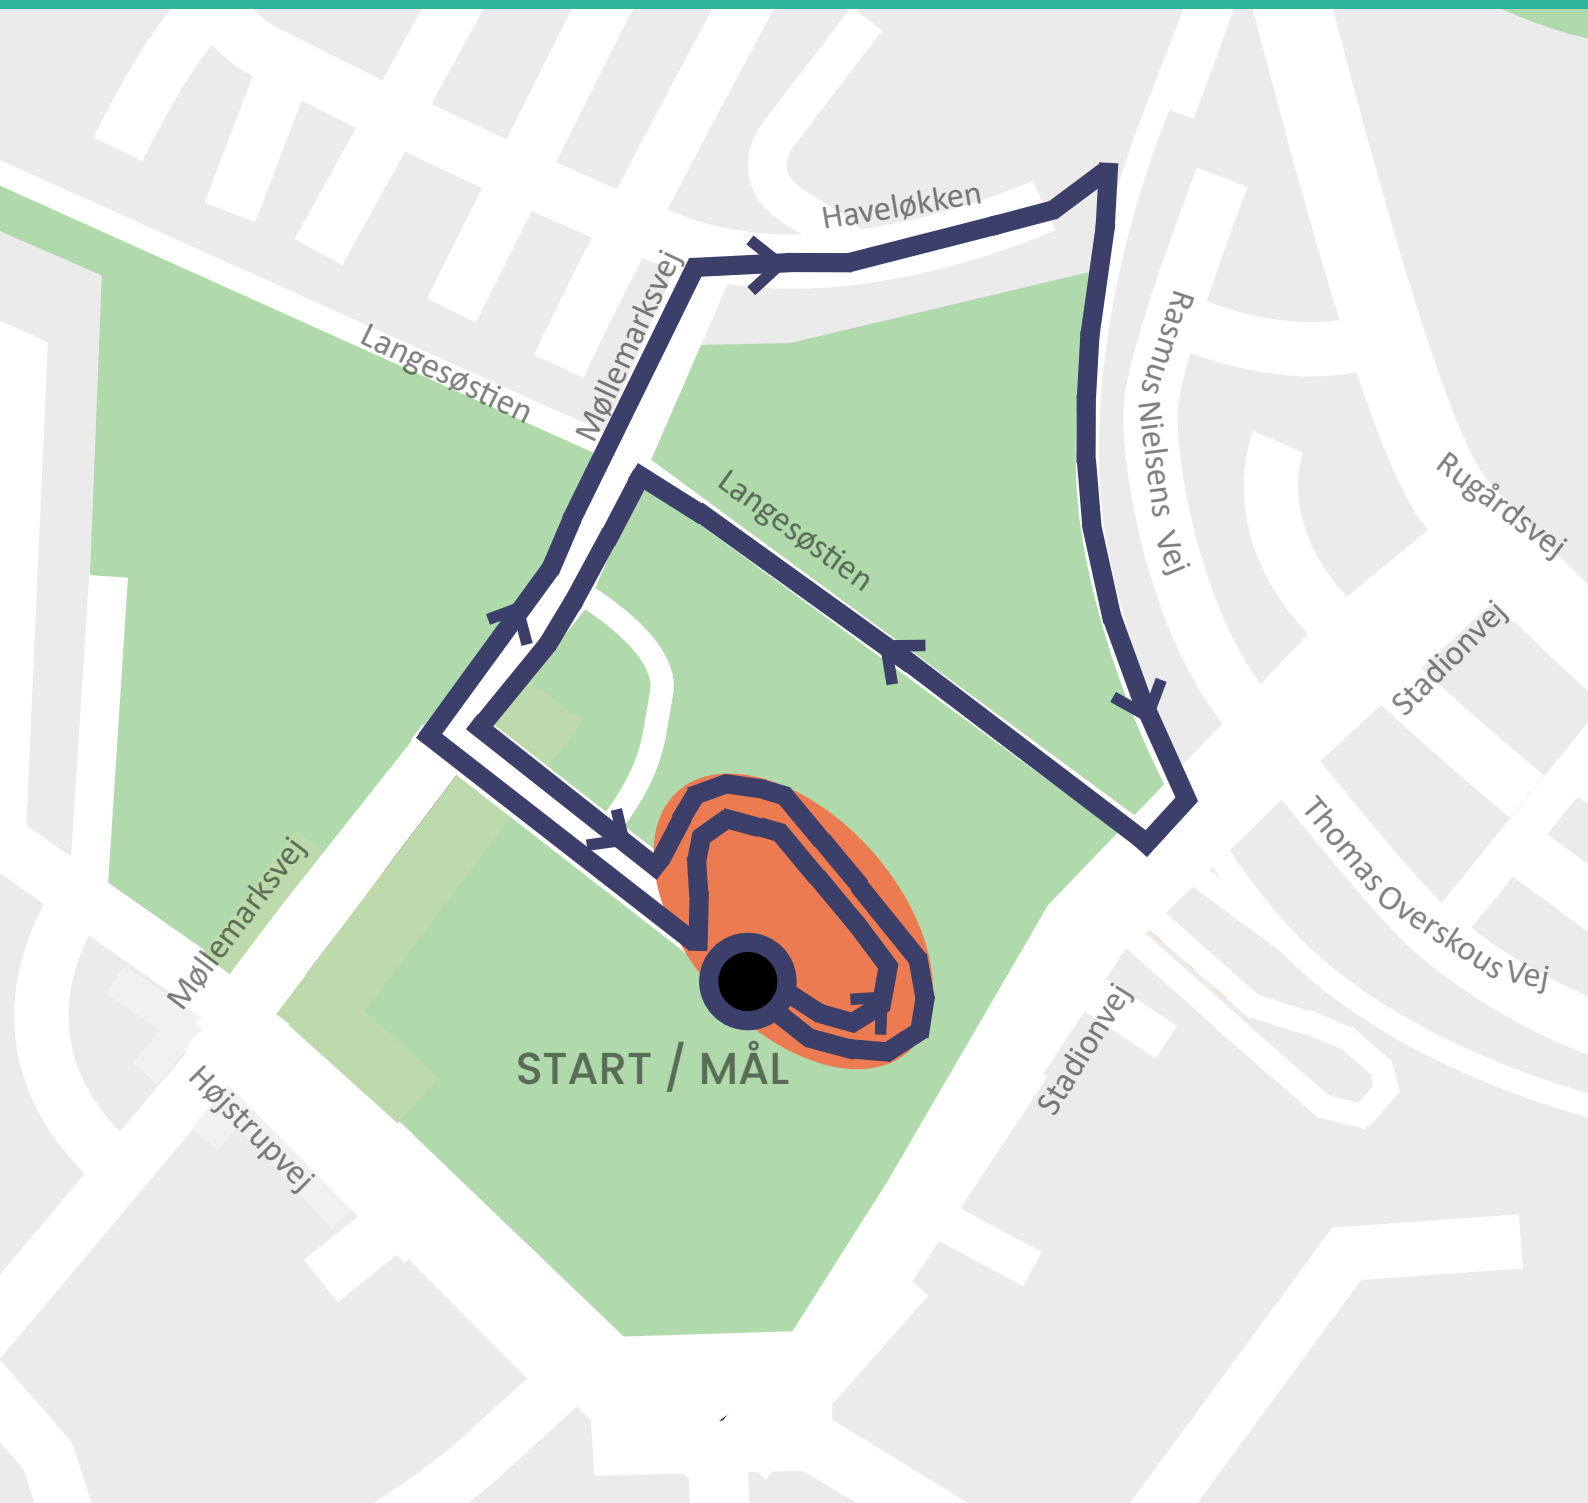 Haveløkken
Møllemarksvej
Langesøstien
Rasmus Nielsens Vej
Langesøstien
Rugårdsvej
Stadionvej
Thomas Overskous Vej
Møllemarksvej
START / MÅL
Stadionvej
Højstrupvej